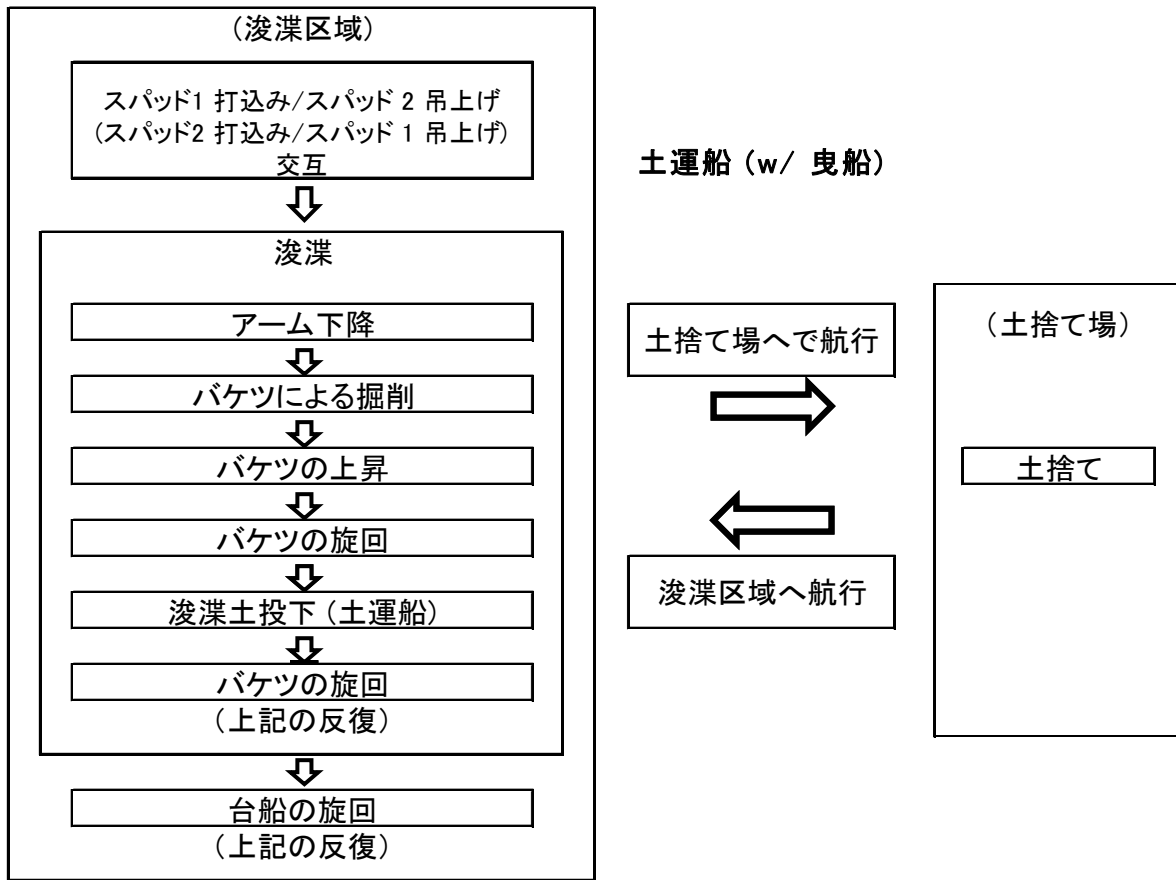 (浚渫区域)
スパッド1 打込み/スパッド 2 吊上げ
(スパッド2 打込み/スパッド 1 吊上げ)
交互
浚渫
アーム下降
バケツによる掘削
バケツの上昇
バケツの旋回
浚渫土投下 (土運船)
バケツの旋回
(上記の反復)
台船の旋回
(上記の反復)
土運船 (w/ 曳船)
土捨て場へで航行
浚渫区域へ航行
(土捨て場)
土捨て